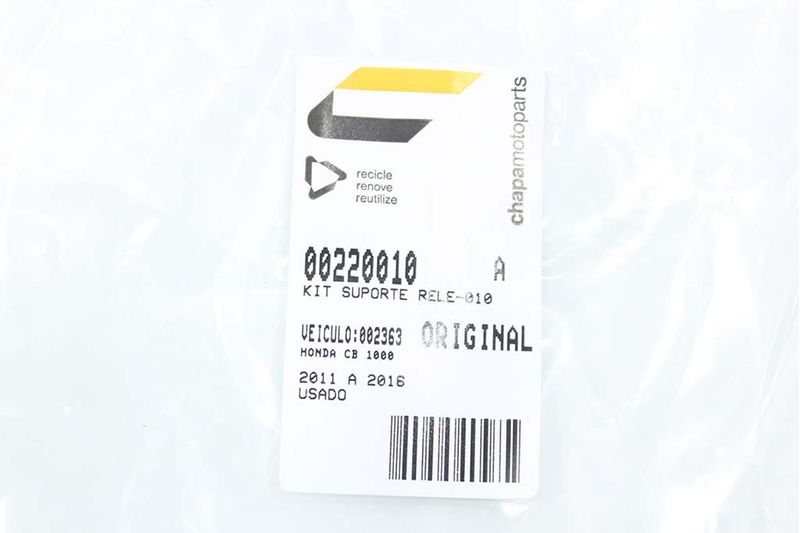 chapamotoparts
recicle
renove
reutilize
00220010 A
KIT SUPORTE RELE-010
VEICULO:002363 ORIGINAL
HONDA CB 1000
2011 A 2016
USADO